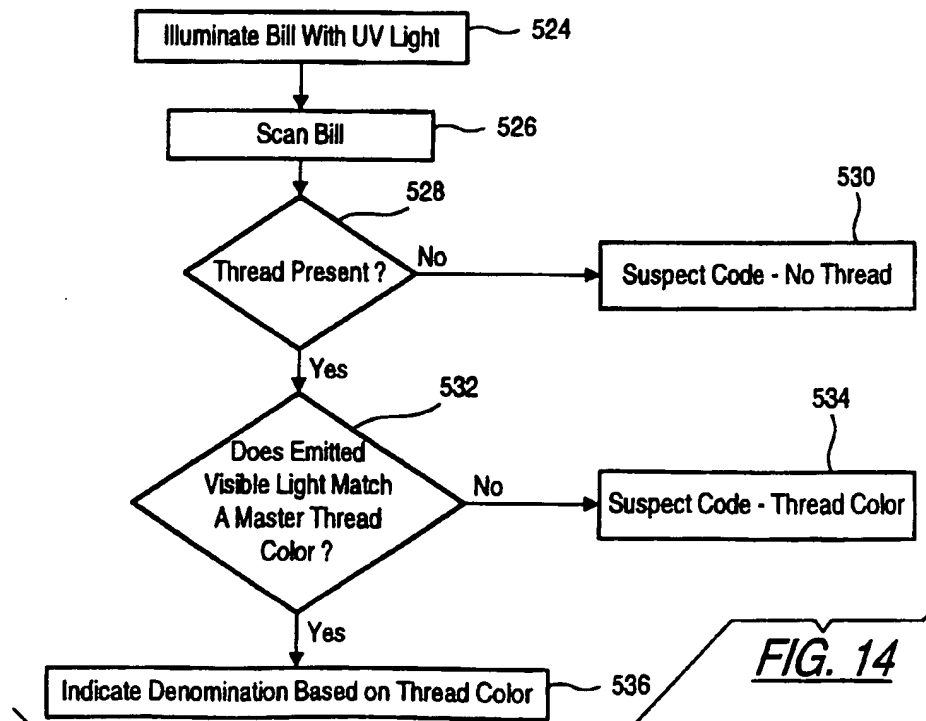 Illuminate Bill With UV Light
524
Scan Bill
526
528
Thread Present ?
No
530
Suspect Code - No Thread
Yes
532
Does Emitted
Visible Light Match
A Master Thread
Color ?
No
534
Suspect Code - Thread Color
Yes
Indicate Denomination Based on Thread Color
536
FIG. 14